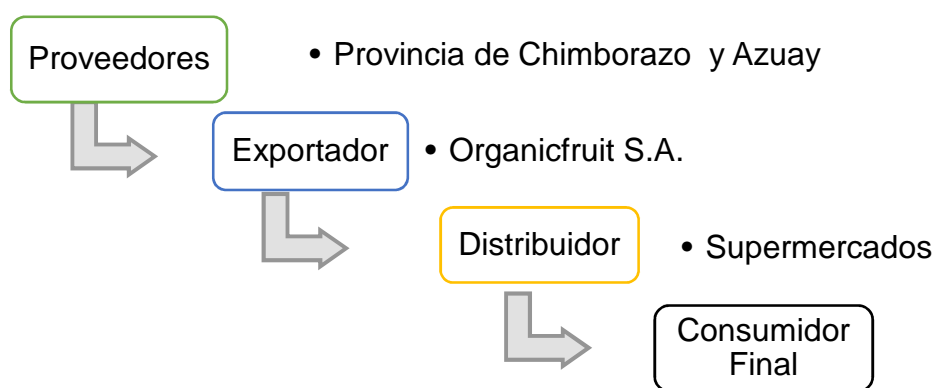 Proveedores
• Provincia de Chimborazo y Azuay
Exportador
• Organicfruit S.A.
Distribuidor
• Supermercados
Consumidor
Final